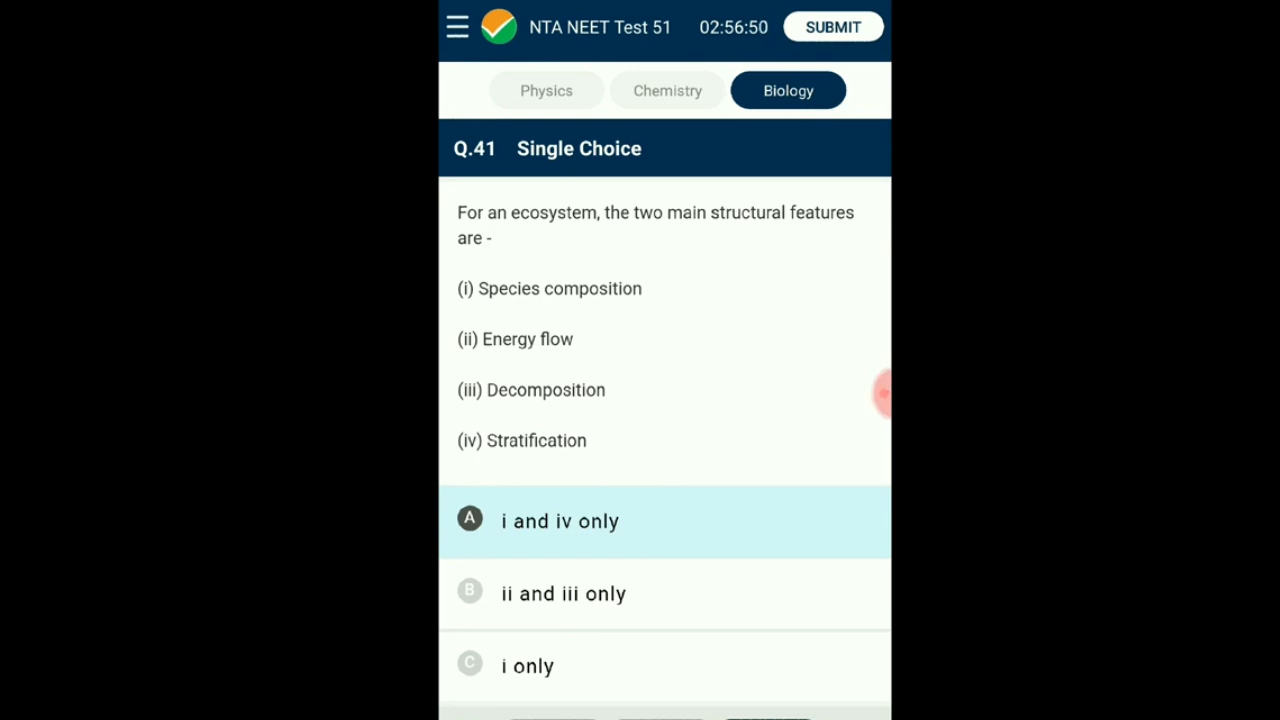 NTA NEET Test 51 02:56:50 SUBMIT
Physics Chemistry Biology
Q.41 Single Choice
For an ecosystem, the two main structural features
are -
(i) Species composition
(ii) Energy flow
(iii) Decomposition
(iv) Stratification
A i and iv only
B ii and iii only
C i only